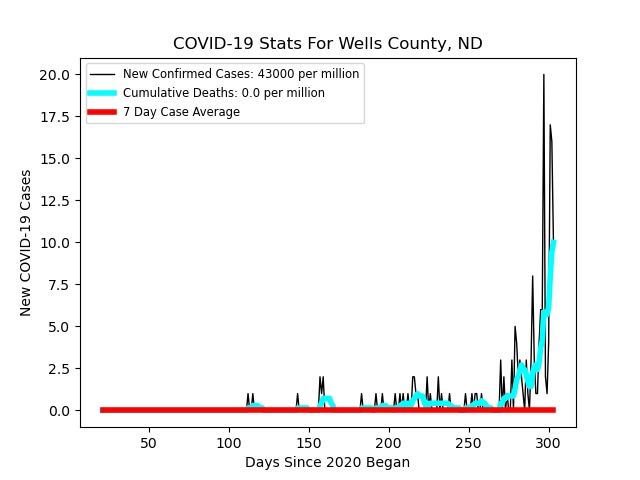 COVID-19 Stats For Wells County, ND
New Confirmed Cases: 43000 per million
Cumulative Deaths: 0.0 per million
7 Day Case Average
20.0
17.5
15.0
12.5
10.0
7.5
5.0
2.5
0.0
New COVID-19 Cases
50 100 150 200 250 300
Days Since 2020 Began